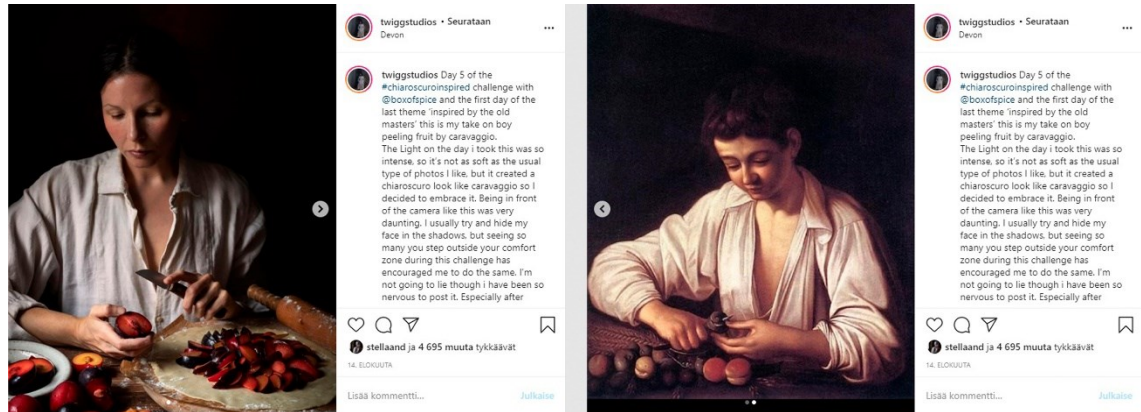 twiggstudios • Seurataan
Devon
twiggstudios Day 5 of the
#chiaroscuroinspired challenge with
@boxofspice and the first day of the
last theme 'inspired by the old
masters' this is my take on boy
peeling fruit by caravaggio.
The Light on the day i took this was so
intense, so it's not as soft as the usual
type of photos I like, but it created a
chiaroscuro look like caravaggio so I
decided to embrace it. Being in front
of the camera like this was very
daunting. I usually try and hide my
face in the shadows, but seeing so
many you step outside your comfort
zone during this challenge has
encouraged me to do the same. I'm
not going to lie though i have been so
nervous to post it. Especially after
stellaand ja 4 695 muuta tykkäävät
14. ELOKUUTA
Lisää kommentti...
Julkaise
twiggstudios • Seurataan
Devon
twiggstudios Day 5 of the
#chiaroscuroinspired challenge with
@boxofspice and the first day of the
last theme 'inspired by the old
masters' this is my take on boy
peeling fruit by caravaggio.
The Light on the day i took this was so
intense, so it's not as soft as the usual
type of photos I like, but it created a
chiaroscuro look like caravaggio so I
decided to embrace it. Being in front
of the camera like this was very
daunting. I usually try and hide my
face in the shadows, but seeing so
many you step outside your comfort
zone during this challenge has
encouraged me to do the same. I'm
not going to lie though i have been so
nervous to post it. Especially after
stellaand ja 4 695 muuta tykkäävät
14. ELOKUUTA
Lisää kommentti...
Julkaise